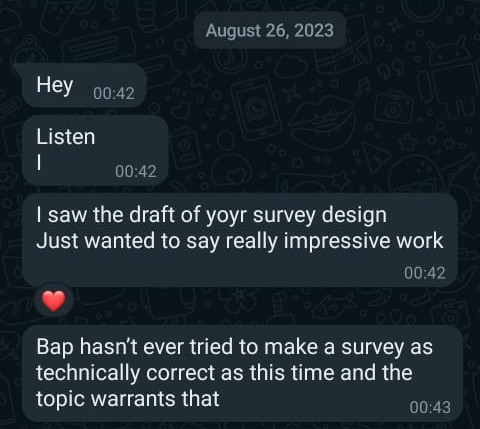 August 26, 2023
Hey 00:42
Listen
I 00:42
I saw the draft of yoyr survey design
Just wanted to say really impressive work
00:42
❤️
Bap hasn’t ever tried to make a survey as
technically correct as this time and the
topic warrants that 00:43